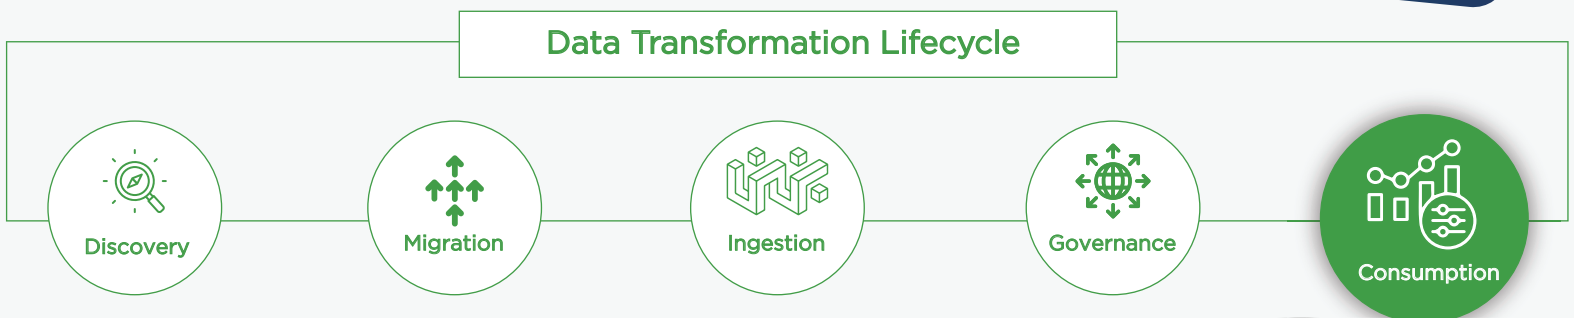 Data Transformation Lifecycle
Discovery
Migration
Ingestion
Governance
Consumption